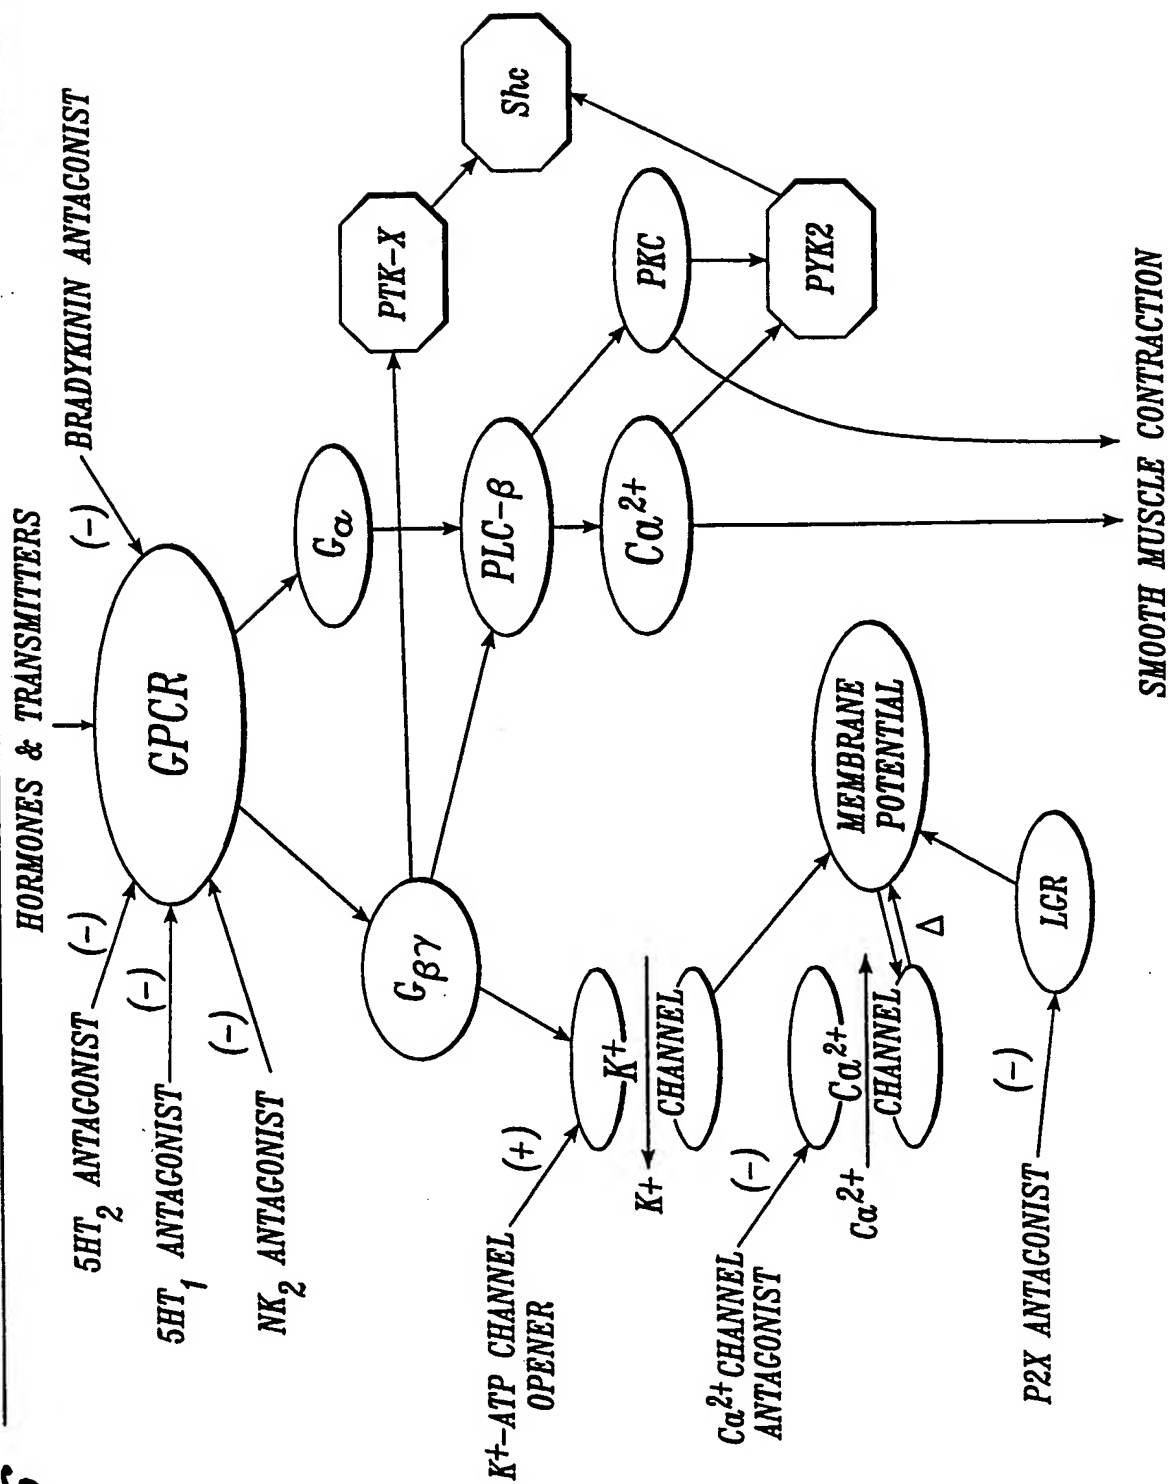 HORMONES & TRANSMITTERS
5HT2 ANTAGONIST
(-)
5HT1 ANTAGONIST
(-)
NK2 ANTAGONIST
(-)
BRADYKININ ANTAGONIST
(-)
GPCR
Gα
Gβγ
PTK-X
Shc
PLC-β
PKC
Ca2+
PYK2
K+-ATP CHANNEL
OPENER
(+)
K+
K+
CHANNEL
Ca2+ CHANNEL
ANTAGONIST
(-)
Ca2+
Ca2+
CHANNEL
MEMBRANE
POTENTIAL
Δ
LGR
P2X ANTAGONIST
(-)
SMOOTH MUSCLE CONTRACTION